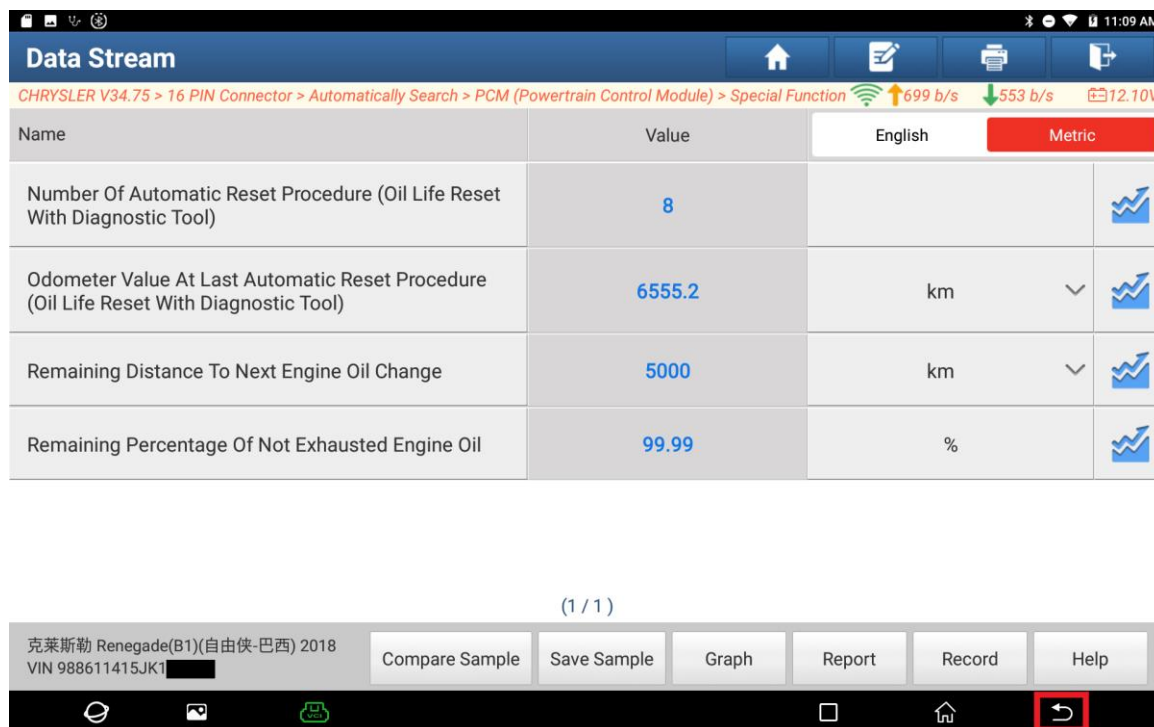 11:09 AM
Data Stream
CHRYSLER V34.75 > 16 PIN Connector > Automatically Search > PCM (Powertrain Control Module) > Special Function 699 b/s 553 b/s 12.10V
Name Value English Metric
Number Of Automatic Reset Procedure (Oil Life Reset
With Diagnostic Tool) 8
Odometer Value At Last Automatic Reset Procedure
(Oil Life Reset With Diagnostic Tool) 6555.2 km
Remaining Distance To Next Engine Oil Change 5000 km
Remaining Percentage Of Not Exhausted Engine Oil 99.99 %
(1 / 1 )
克莱斯勒 Renegade(B1)(自由侠-巴西) 2018
VIN 988611415JK1
Compare Sample Save Sample Graph Report Record Help
VCI